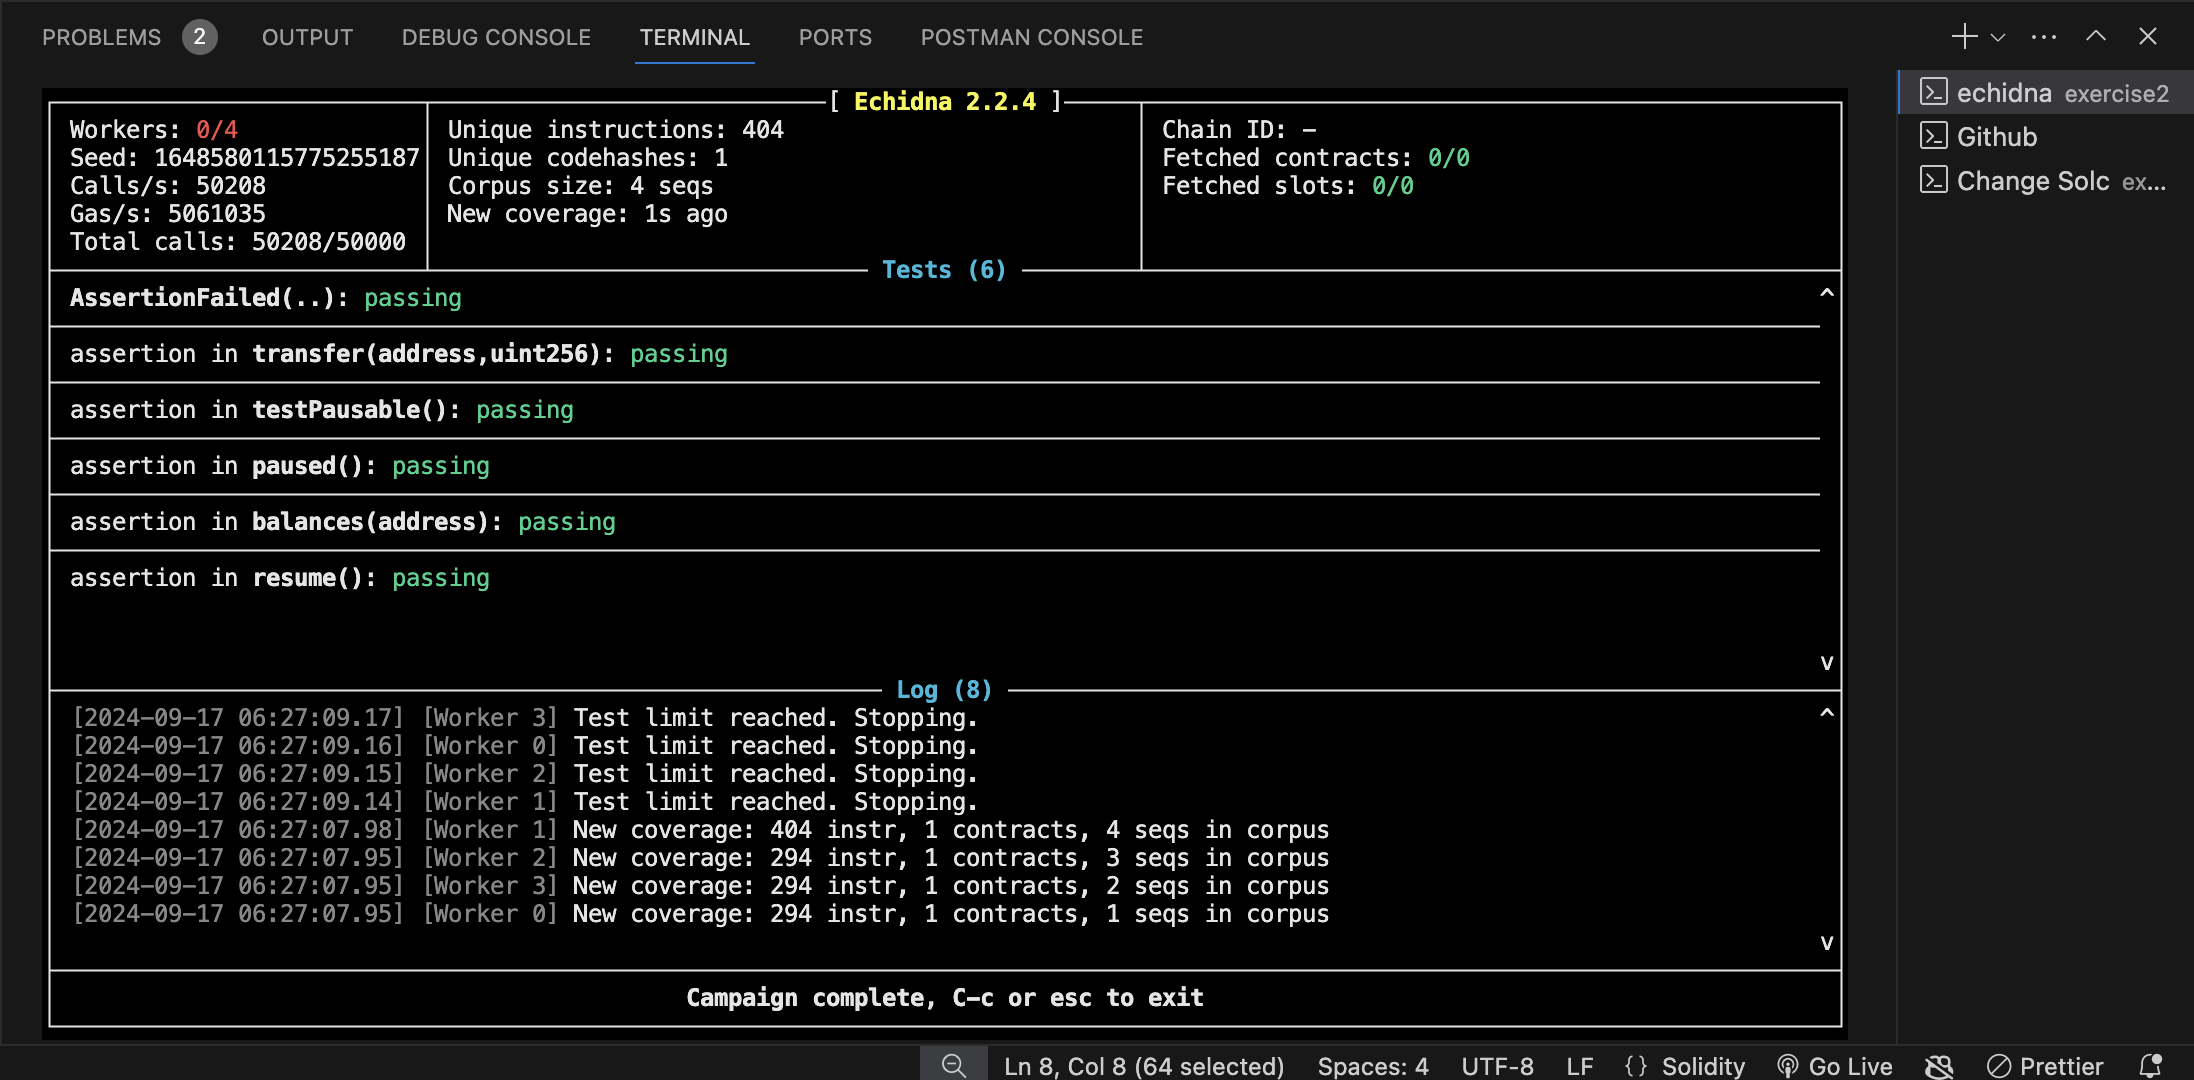 PROBLEMS 2 OUTPUT DEBUG CONSOLE TERMINAL PORTS POSTMAN CONSOLE
echidna exercise2
Github
Change Solc ex...
[ Echidna 2.2.4 ]
Workers: 0/4
Seed: 1648580115775255187
Calls/s: 50208
Gas/s: 5061035
Total calls: 50208/50000
Unique instructions: 404
Unique codehashes: 1
Corpus size: 4 seqs
New coverage: 1s ago
Chain ID: -
Fetched contracts: 0/0
Fetched slots: 0/0
Tests (6)
AssertionFailed(..): passing
assertion in transfer(address,uint256): passing
assertion in testPausable(): passing
assertion in paused(): passing
assertion in balances(address): passing
assertion in resume(): passing
Log (8)
[2024-09-17 06:27:09.17] [Worker 3] Test limit reached. Stopping.
[2024-09-17 06:27:09.16] [Worker 0] Test limit reached. Stopping.
[2024-09-17 06:27:09.15] [Worker 2] Test limit reached. Stopping.
[2024-09-17 06:27:09.14] [Worker 1] Test limit reached. Stopping.
[2024-09-17 06:27:07.98] [Worker 1] New coverage: 404 instr, 1 contracts, 4 seqs in corpus
[2024-09-17 06:27:07.95] [Worker 2] New coverage: 294 instr, 1 contracts, 3 seqs in corpus
[2024-09-17 06:27:07.95] [Worker 3] New coverage: 294 instr, 1 contracts, 2 seqs in corpus
[2024-09-17 06:27:07.95] [Worker 0] New coverage: 294 instr, 1 contracts, 1 seqs in corpus
Campaign complete, C-c or esc to exit
Ln 8, Col 8 (64 selected) Spaces: 4 UTF-8 LF {} Solidity Go Live Prettier